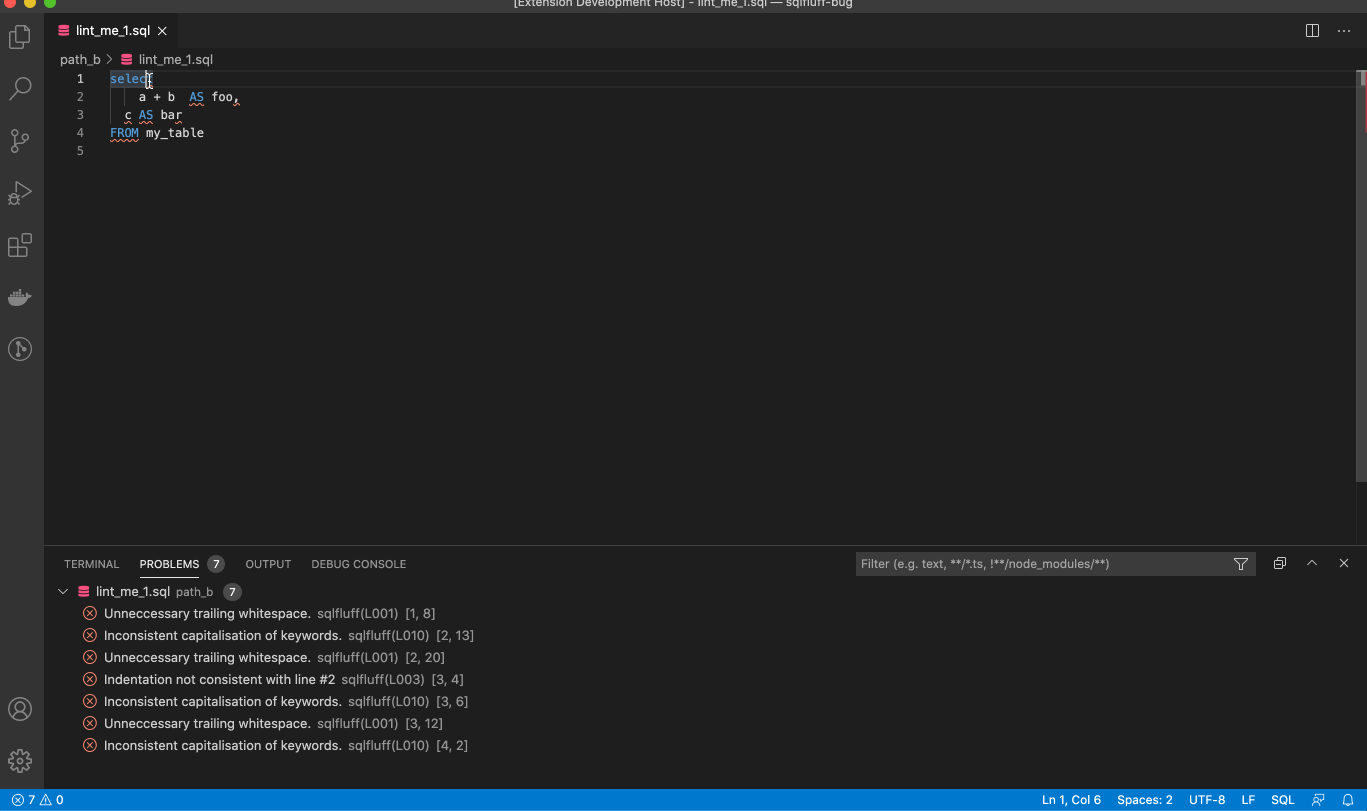 [Extension Development Host] - lint_me_1.sql — sqlfluff-bug
lint_me_1.sql
path_b > lint_me_1.sql
1 select
2 a + b  AS foo,
3 c AS bar
4 FROM my_table
5
TERMINAL PROBLEMS 7 OUTPUT DEBUG CONSOLE Filter (e.g. text, **/*.ts, !**/node_modules/**)
lint_me_1.sql path_b 7
Unneccessary trailing whitespace. sqlfluff(L001) [1, 8]
Inconsistent capitalisation of keywords. sqlfluff(L010) [2, 13]
Unneccessary trailing whitespace. sqlfluff(L001) [2, 20]
Indentation not consistent with line #2 sqlfluff(L003) [3, 4]
Inconsistent capitalisation of keywords. sqlfluff(L010) [3, 6]
Unneccessary trailing whitespace. sqlfluff(L001) [3, 12]
Inconsistent capitalisation of keywords. sqlfluff(L010) [4, 2]
7 0 Ln 1, Col 6 Spaces: 2 UTF-8 LF SQL